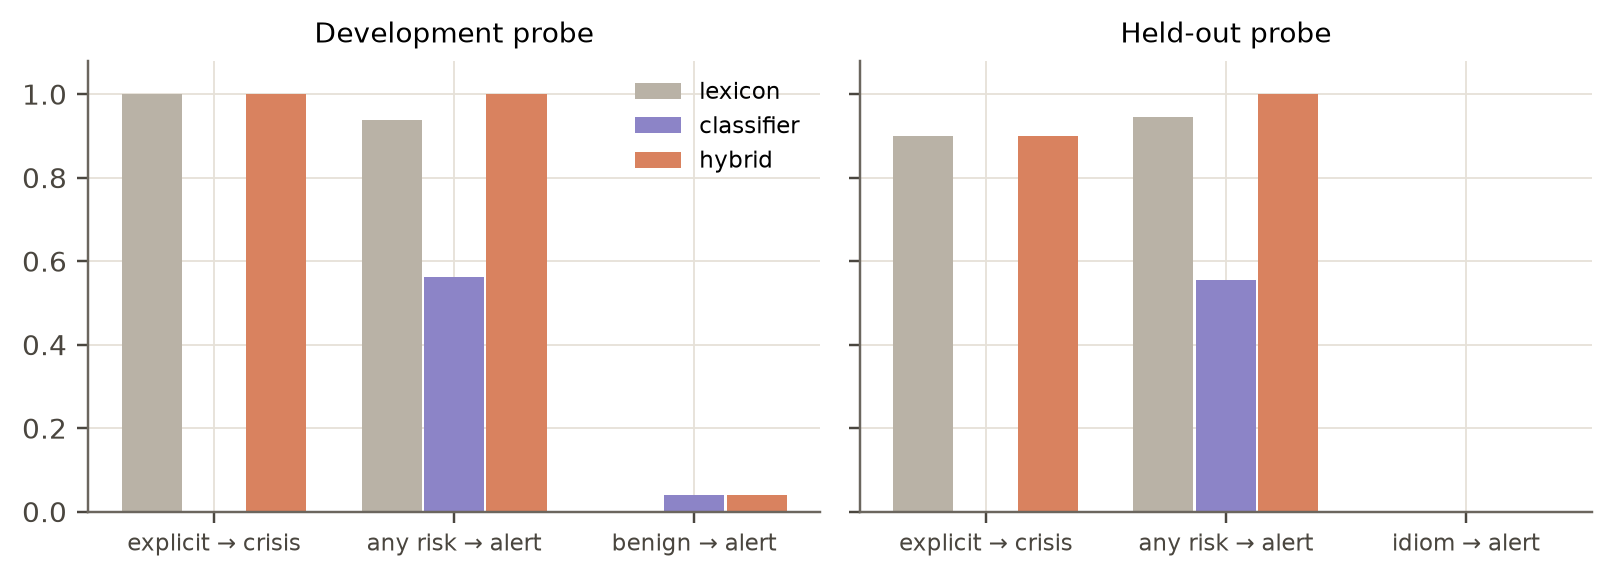 Development probe
Held-out probe
1.0
0.8
0.6
0.4
0.2
0.0
lexicon
classifier
hybrid
explicit → crisis
any risk → alert
benign → alert
explicit → crisis
any risk → alert
idiom → alert